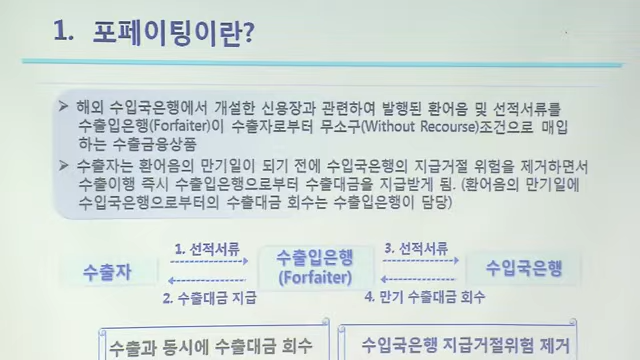 1. 포페이팅이란?
➢ 해외 수입국은행에서 개설한 신용장과 관련하여 발행된 환어음 및 선적서류를
수출입은행(Forfaiter)이 수출자로부터 무소구(Without Recourse)조건으로 매입
하는 수출금융상품
➢ 수출자는 환어음의 만기일이 되기 전에 수입국은행의 지급거절 위험을 제거하면서
수출이행 즉시 수출입은행으로부터 수출대금을 지급받게 됨. (환어음의 만기일에
수입국은행으로부터의 수출대금 회수는 수출입은행이 담당)
1. 선적서류
3. 선적서류
수출자
수출입은행
(Forfaiter)
수입국은행
2. 수출대금 지급
4. 만기 수출대금 회수
수출과 동시에 수출대금 회수
수입국은행 지급거절위험 제거